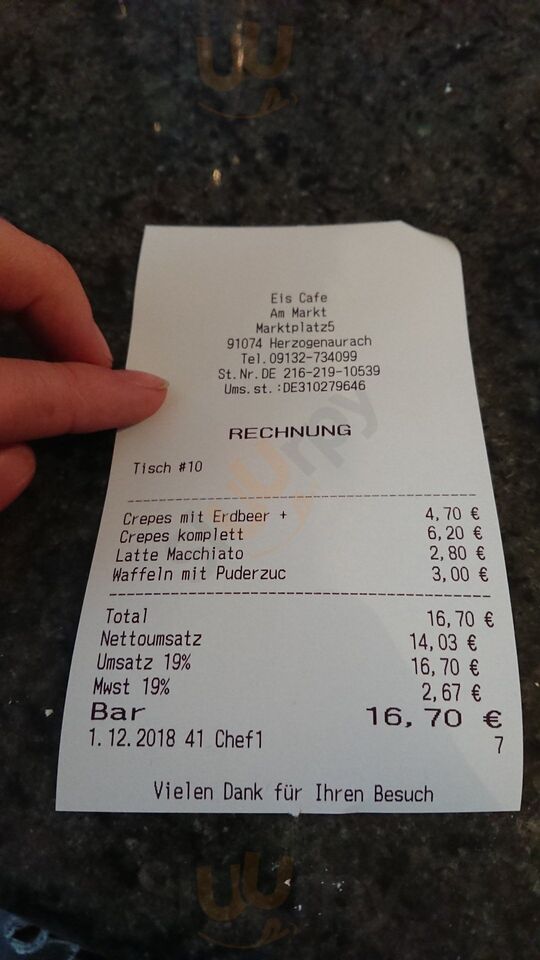 Eis Cafe
Am Markt
Marktplatz5
91074 Herzogenaurach
Tel.09132-734099
St.Nr.DE 216-219-10539
Ums.st.:DE310279646
RECHNUNG
Tisch #10
Crepes mit Erdbeer + 4,70 €
Crepes komplett 6,20 €
Latte Macchiato 2,80 €
Waffeln mit Puderzuc 3,00 €
Total 16,70 €
Nettoumsatz 14,03 €
Umsatz 19% 16,70 €
Mwst 19% 2,67 €
Bar 16,70 €
1.12.2018 41 Chef1 7
Vielen Dank für Ihren Besuch